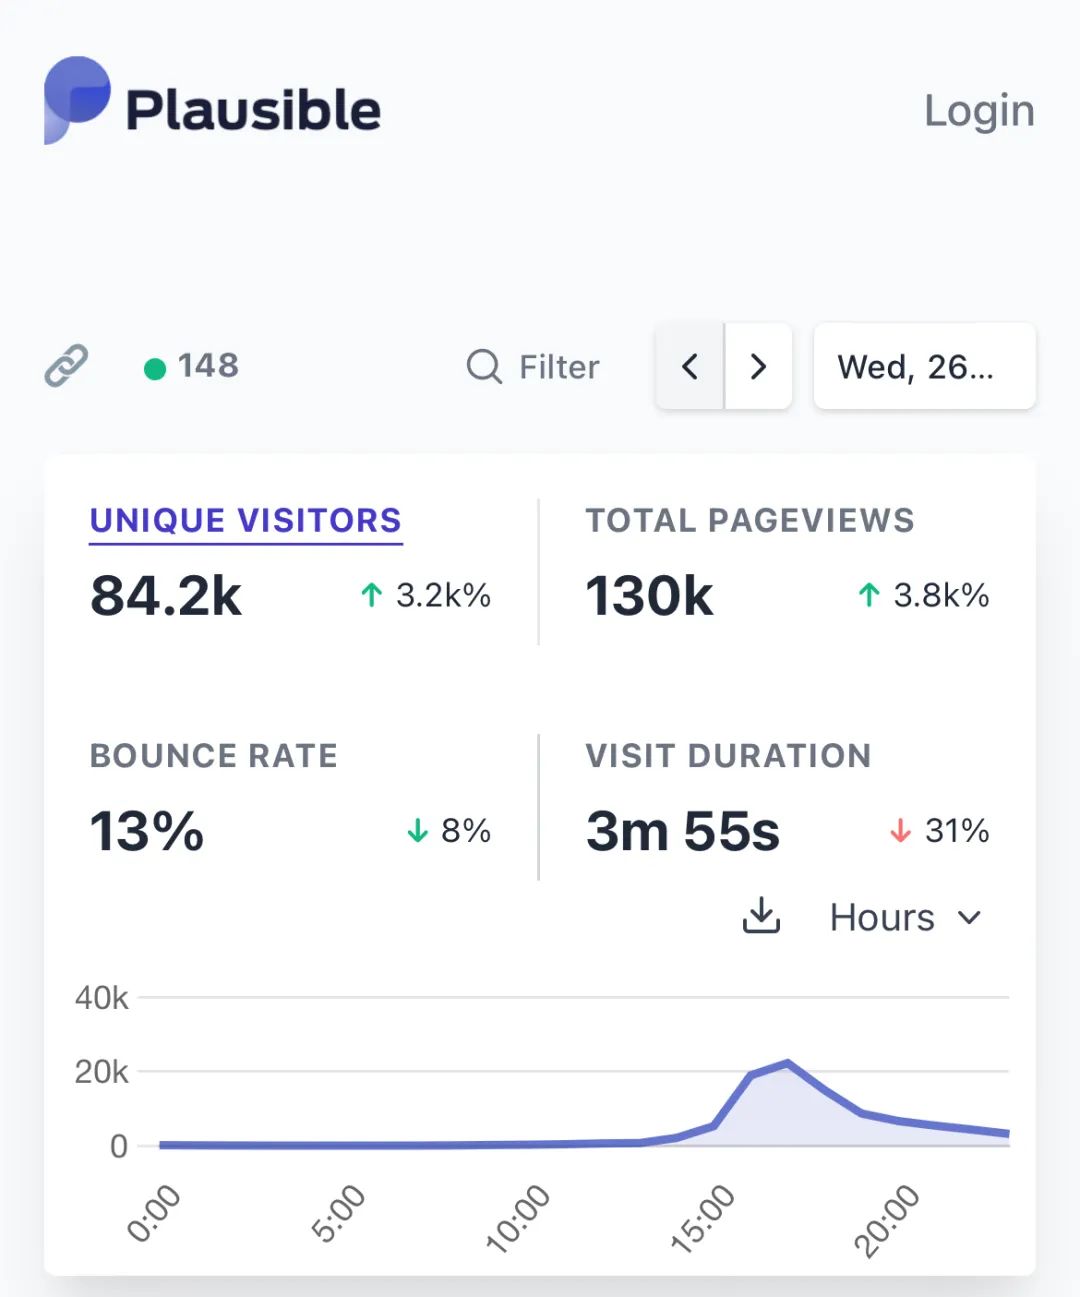 Plausible Login
148 Filter Wed, 26...
UNIQUE VISITORS TOTAL PAGEVIEWS
84.2k ↑ 3.2k% 130k ↑ 3.8k%
BOUNCE RATE VISIT DURATION
13% ↓ 8% 3m 55s ↓ 31%
Hours
40k
20k
0
0:00 5:00 10:00 15:00 20:00